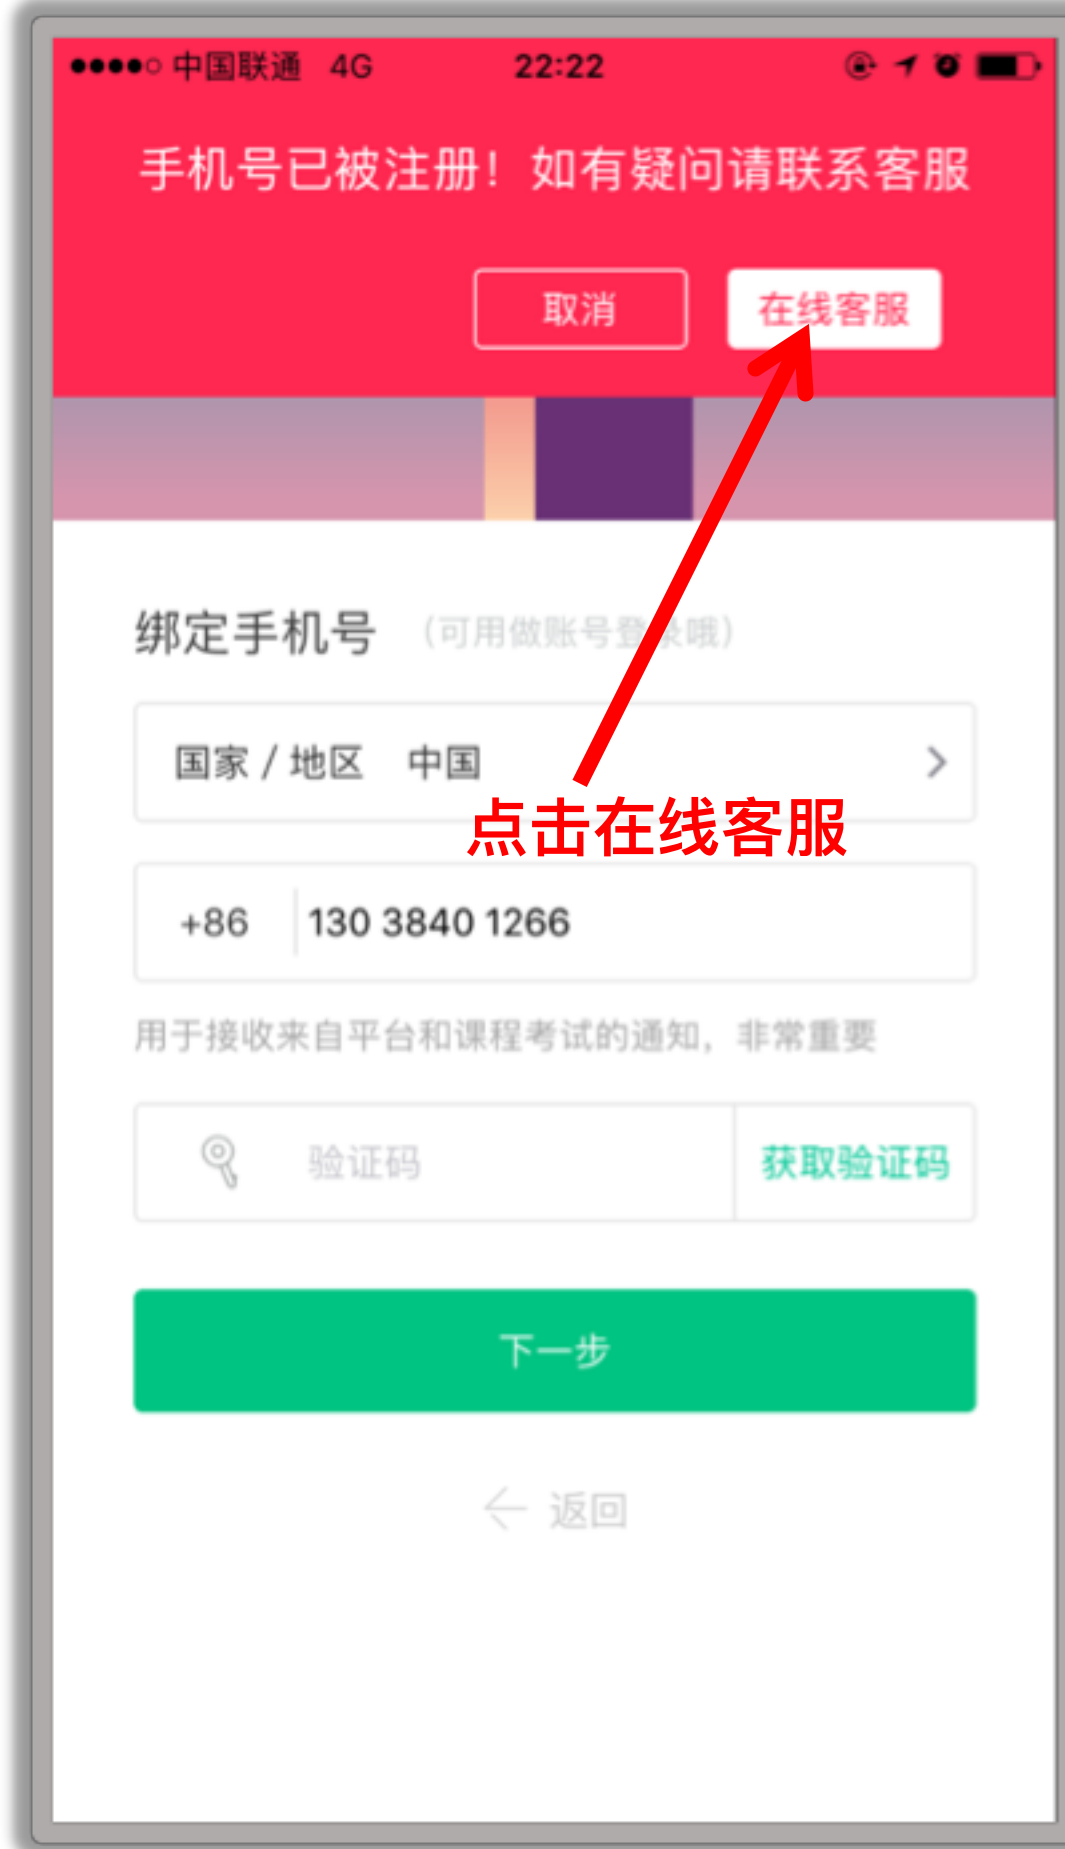 中国联通 4G 22:22
手机号已被注册！如有疑问请联系客服
取消 在线客服
绑定手机号 （可用做账号登录哦）
国家 / 地区 中国
点击在线客服
+86 130 3840 1266
用于接收来自平台和课程考试的通知，非常重要
验证码 获取验证码
下一步
返回